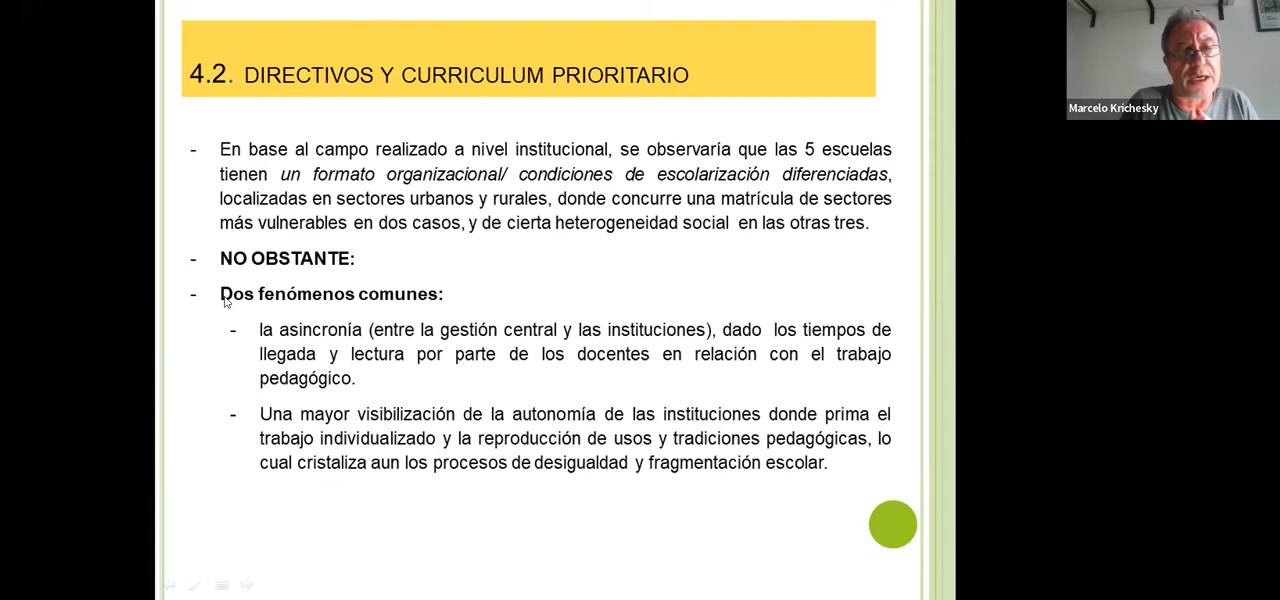 4.2. DIRECTIVOS Y CURRICULUM PRIORITARIO
Marcelo Krichesky
- En base al campo realizado a nivel institucional, se observaría que las 5 escuelas
tienen un formato organizacional/ condiciones de escolarización diferenciadas,
localizadas en sectores urbanos y rurales, donde concurre una matrícula de sectores
más vulnerables en dos casos, y de cierta heterogeneidad social en las otras tres.
- NO OBSTANTE:
- Dos fenómenos comunes:
- la asincronía (entre la gestión central y las instituciones), dado los tiempos de
llegada y lectura por parte de los docentes en relación con el trabajo
pedagógico.
- Una mayor visibilización de la autonomía de las instituciones donde prima el
trabajo individualizado y la reproducción de usos y tradiciones pedagógicas, lo
cual cristaliza aun los procesos de desigualdad y fragmentación escolar.